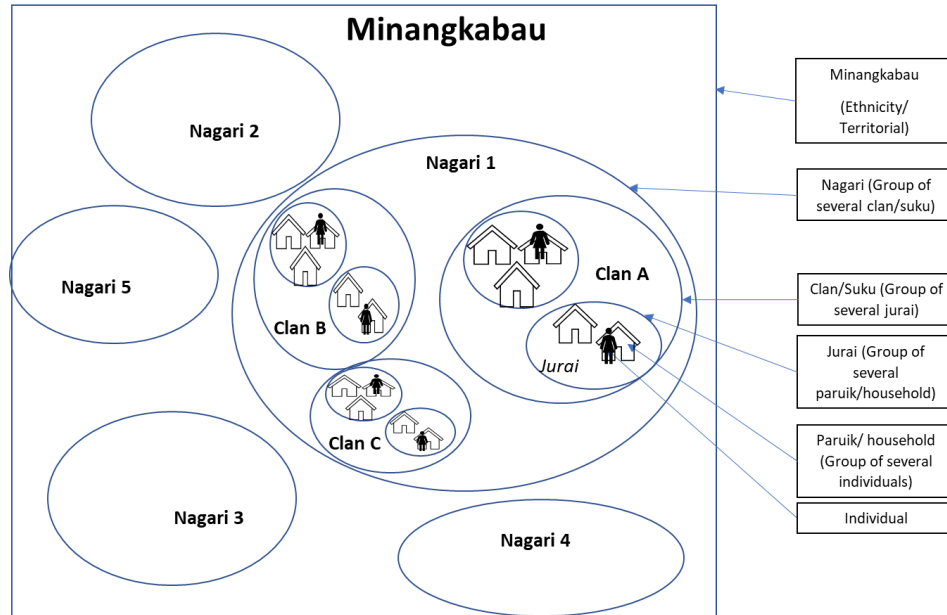 Minangkabau
Nagari 2
Nagari 1
Nagari 5
Clan A
Clan B
Jurai
Clan C
Nagari 3
Nagari 4
Minangkabau
(Ethnicity/
Territorial)
Nagari (Group of
several clan/suku)
Clan/Suku (Group of
several jurai)
Jurai (Group of
several
paruik/household)
Paruik/ household
(Group of several
individuals)
Individual